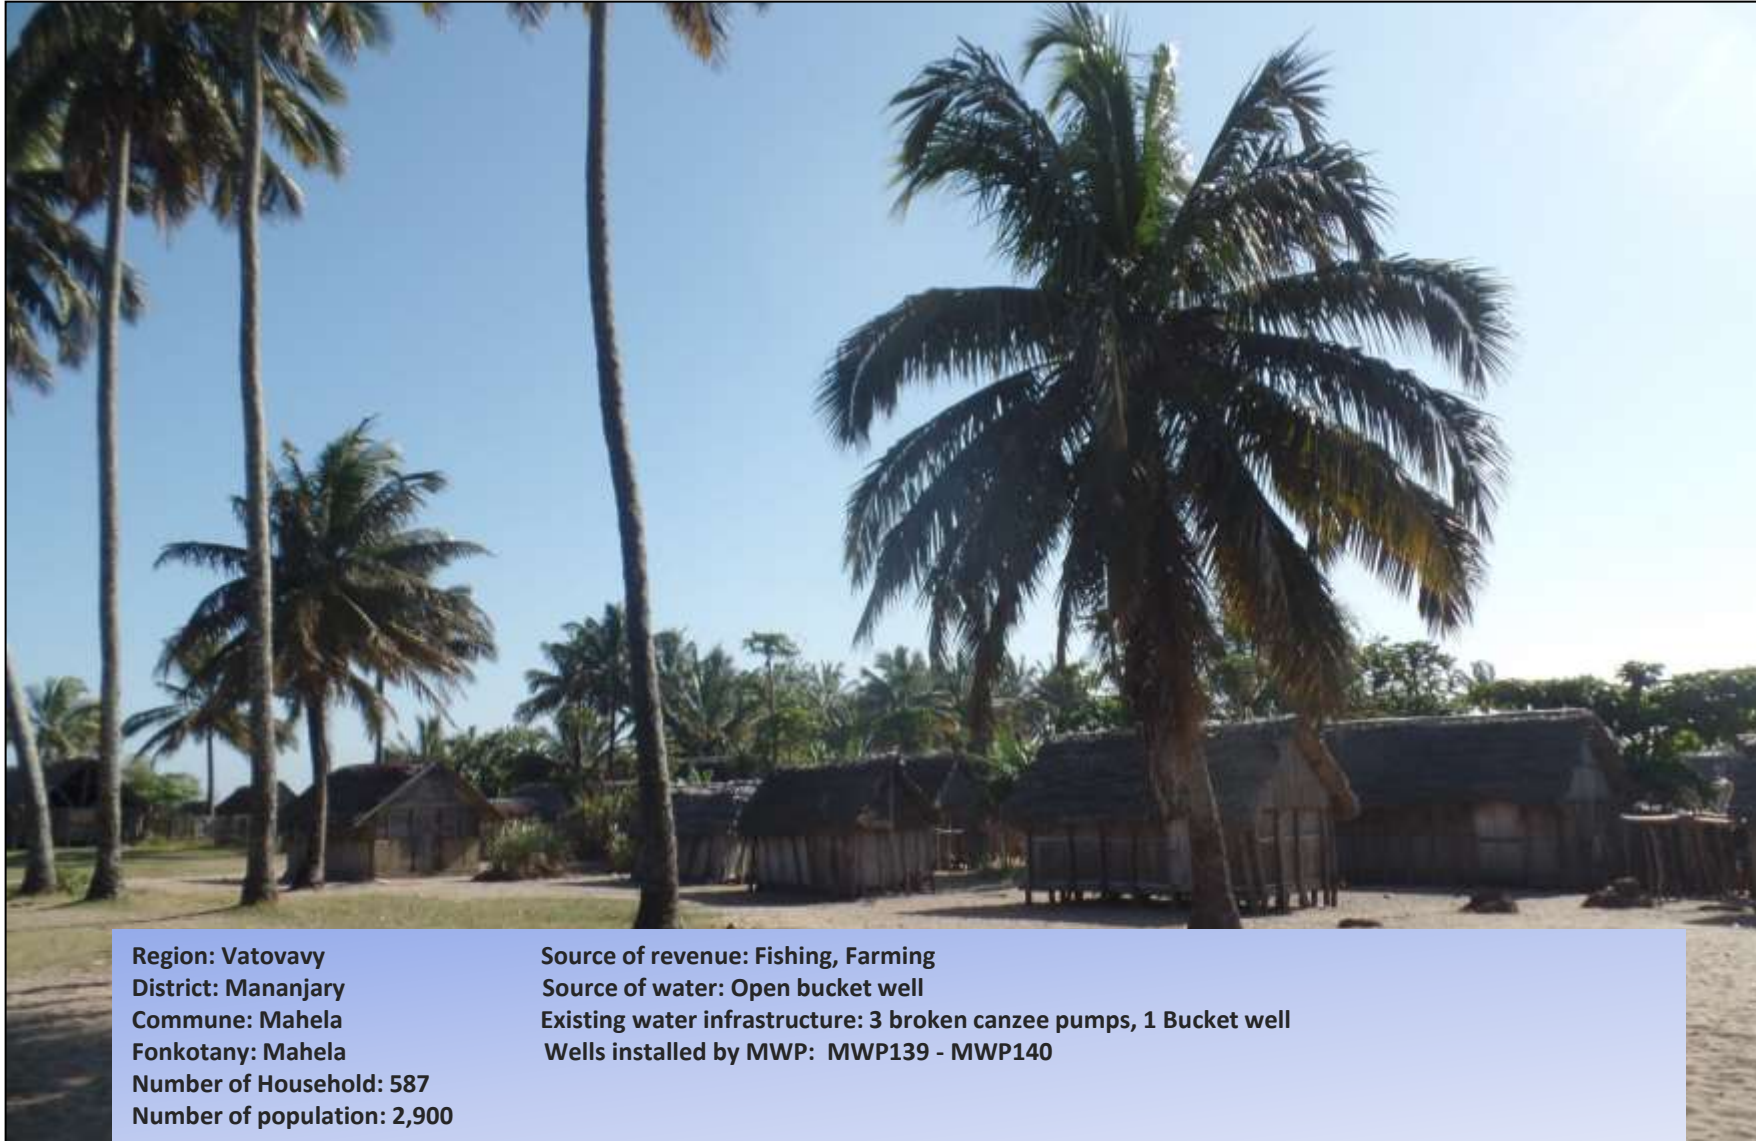 Region: Vatovavy
District: Mananjary
Commune: Mahela
Fonkotany: Mahela
Number of Household: 587
Number of population: 2,900
Source of revenue: Fishing, Farming
Source of water: Open bucket well
Existing water infrastructure: 3 broken canzee pumps, 1 Bucket well
Wells installed by MWP: MWP139 - MWP140